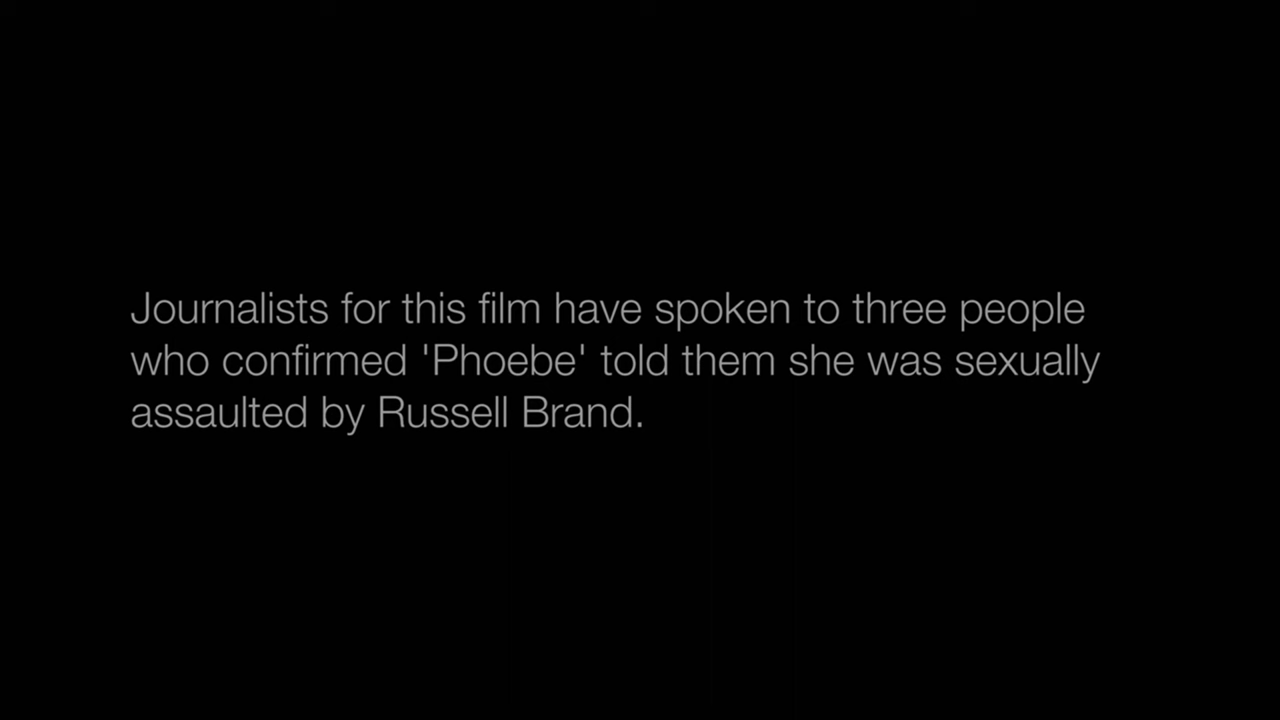 Journalists for this film have spoken to three people
who confirmed 'Phoebe' told them she was sexually
assaulted by Russell Brand.